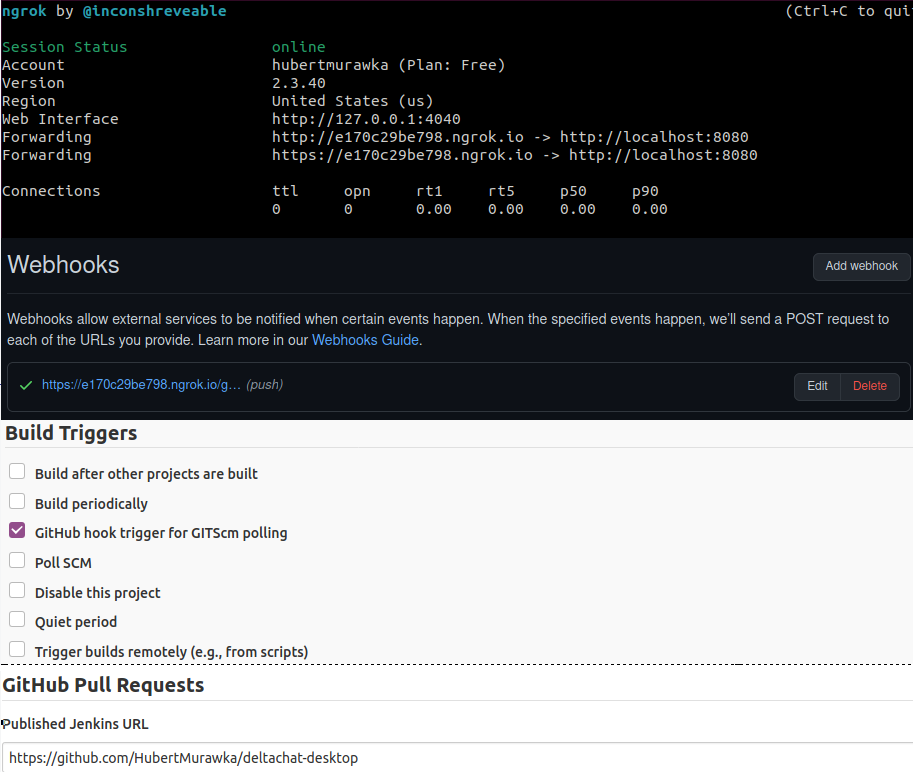 ngrok by @inconshreveable (Ctrl+C to quit
Session Status online
Account hubertmurawka (Plan: Free)
Version 2.3.40
Region United States (us)
Web Interface http://127.0.0.1:4040
Forwarding http://e170c29be798.ngrok.io -> http://localhost:8080
Forwarding https://e170c29be798.ngrok.io -> http://localhost:8080
Connections ttl opn rt1 rt5 p50 p90
0 0 0.00 0.00 0.00 0.00
Webhooks Add webhook
Webhooks allow external services to be notified when certain events happen. When the specified events happen, we'll send a POST request to
each of the URLs you provide. Learn more in our Webhooks Guide.
https://e170c29be798.ngrok.io/g… (push) Edit Delete
Build Triggers
Build after other projects are built
Build periodically
GitHub hook trigger for GITScm polling
Poll SCM
Disable this project
Quiet period
Trigger builds remotely (e.g., from scripts)
GitHub Pull Requests
Published Jenkins URL
https://github.com/HubertMurawka/deltachat-desktop